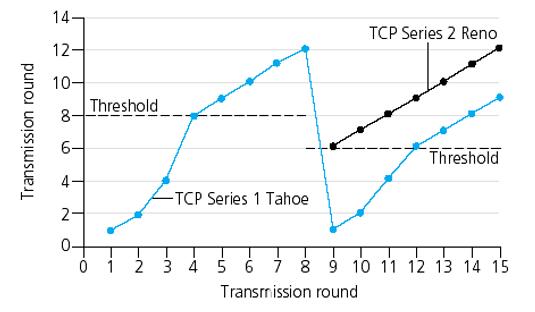 14
12
10
8
6
4
2
0
Transmission round
TCP Series 2 Reno
Threshold
TCP Series 1 Tahoe
Threshold
0 1 2 3 4 5 6 7 8 9 10 11 12 13 14 15
Transmission round